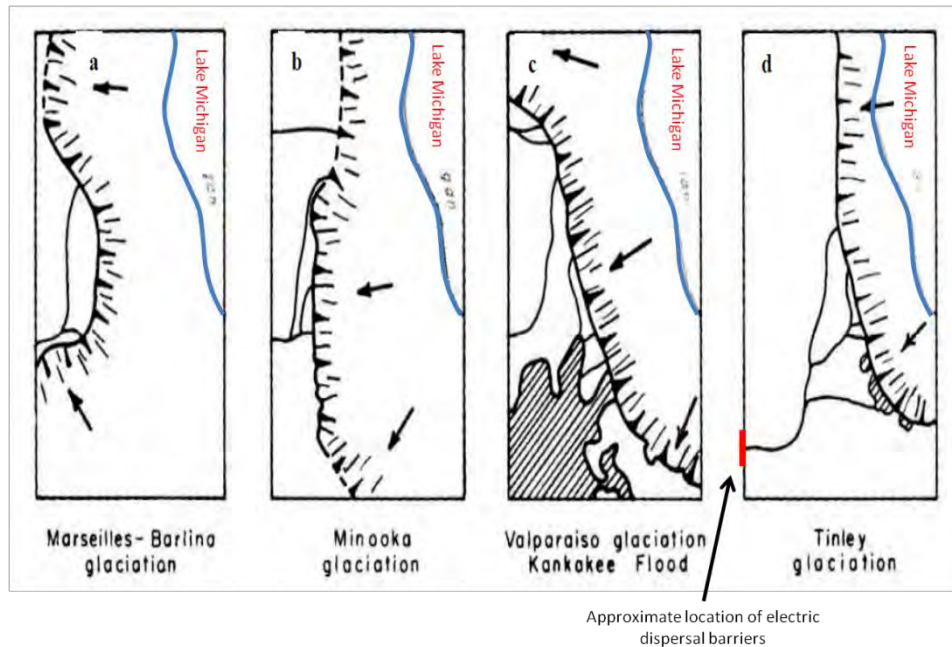 a
Lake Michigan
b
Lake Michigan
c
Lake Michigan
d
Lake Michigan
Marseilles-Barlina
glaciation
Minooka
glaciation
Valparaiso glaciation
Kankakee Flood
Tinley
glaciation
Approximate location of electric
dispersal barriers